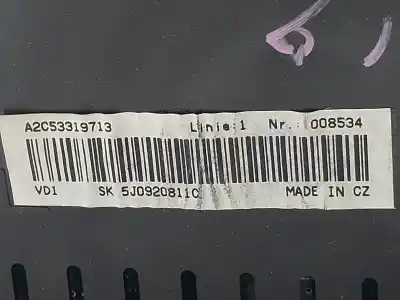 A2C53319713 Linie:1 Nr.: 008534
VD1 SK 5J0920811C MADE IN CZ